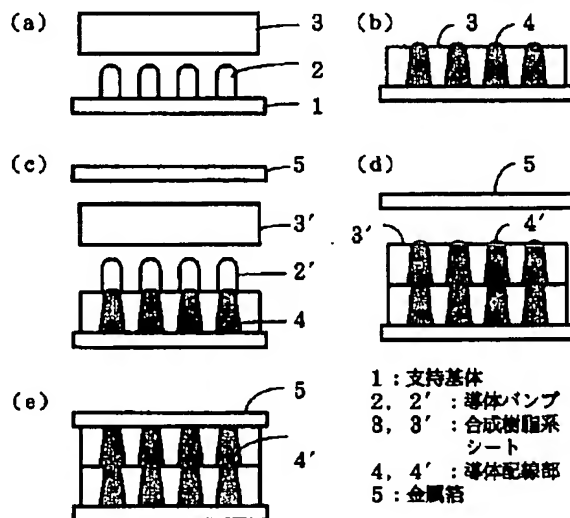 (a)
3
2
1
(b)
3
4
(c)
5
3′
2′
4
(d)
5
3′
4′
(e)
5
4′
1：支持基体
2, 2′：導体バンプ
3, 3′：合成樹脂系
シート
4, 4′：導体配線部
5：金属箔